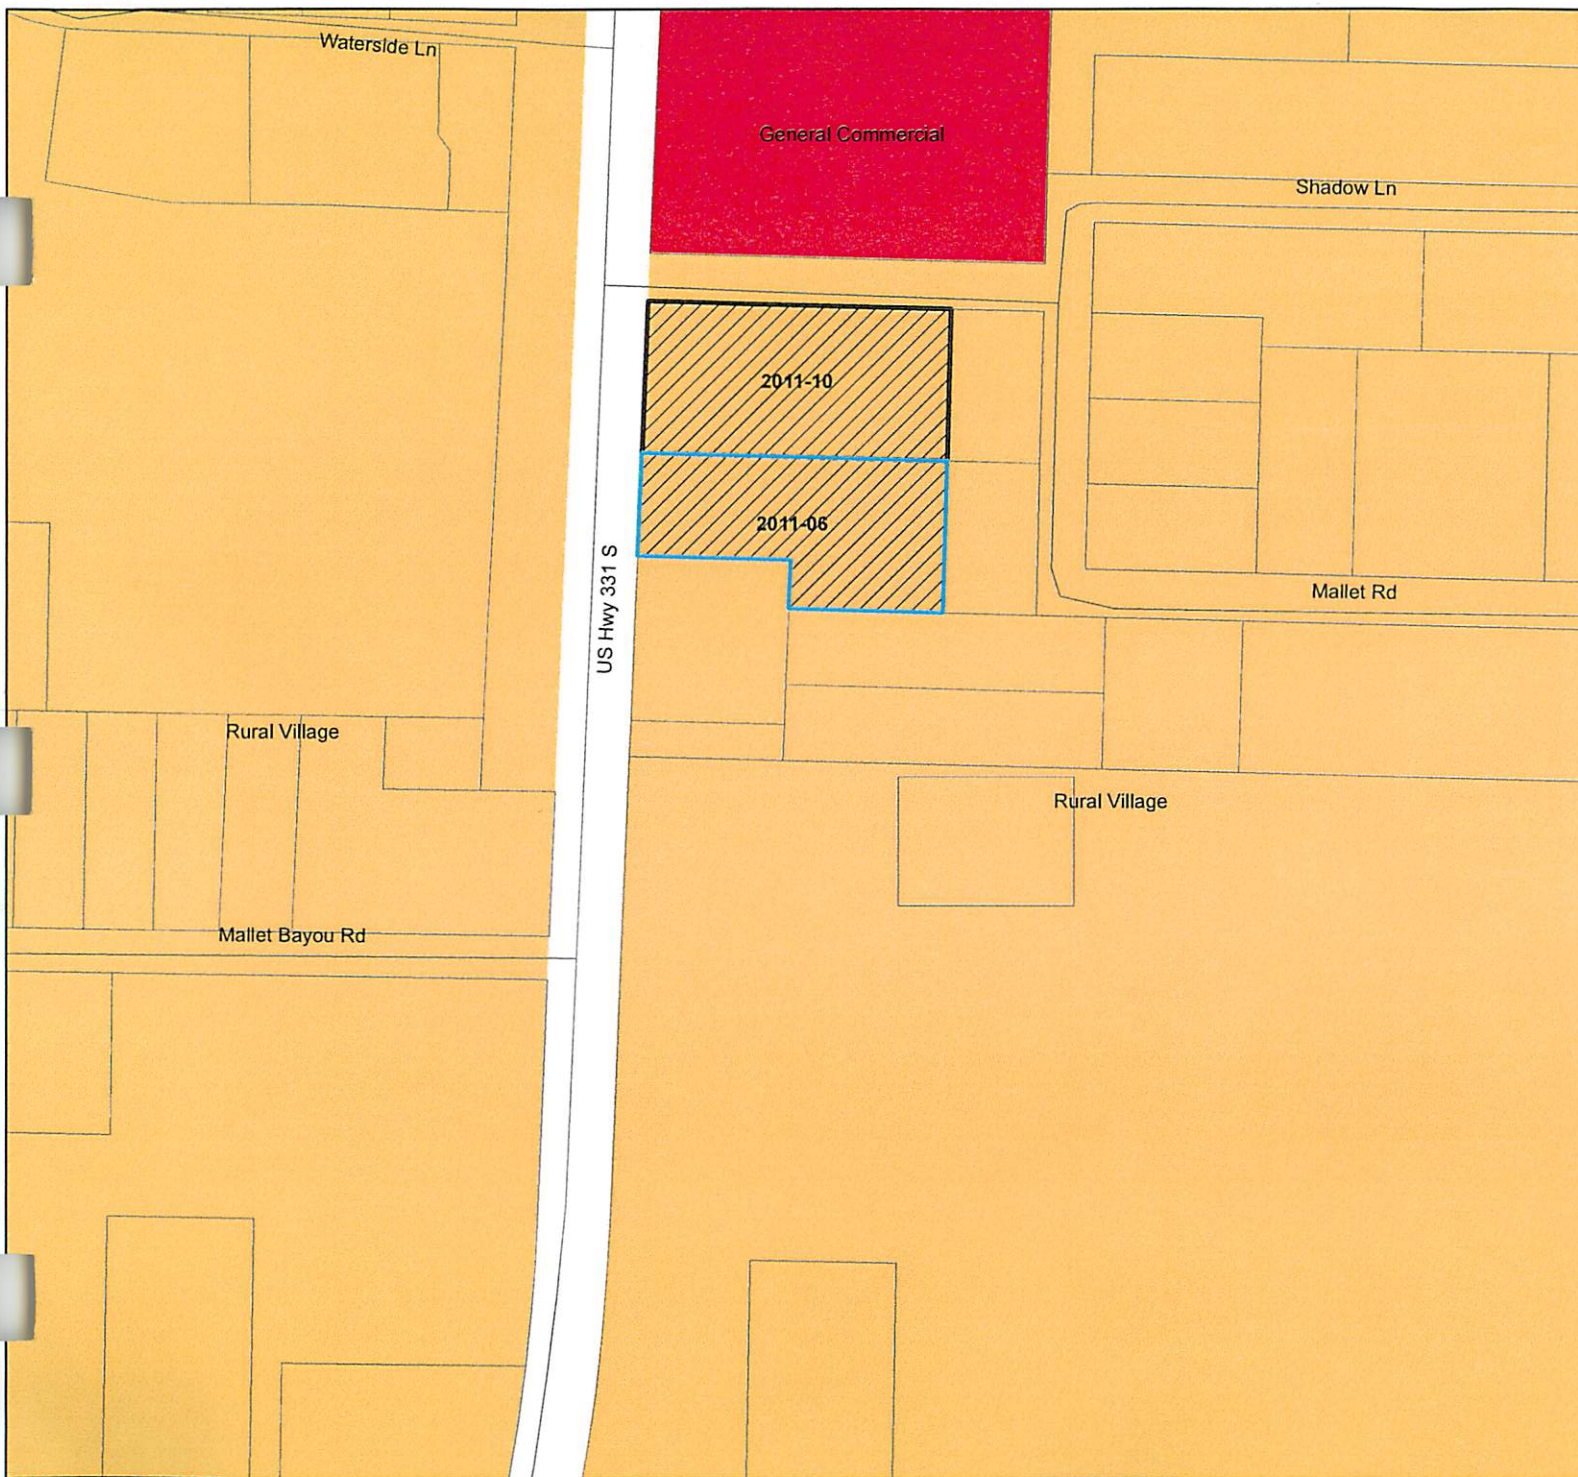 Waterside Ln
General Commercial
Shadow Ln
2011-10
2011-06
US Hwy 331 S
Mallet Rd
Rural Village
Rural Village
Mallet Bayou Rd